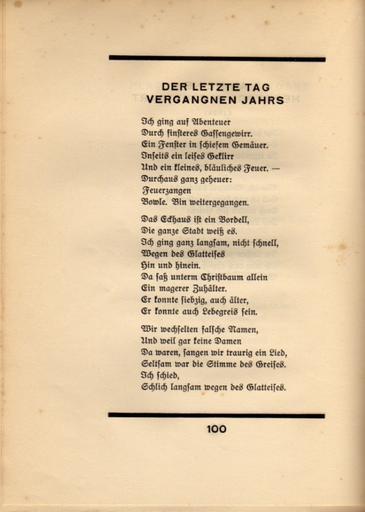 DER LETZTE TAG
VERGANGNEN JAHRS
Ich ging auf Abenteuer
Durch finsteres Gassengewirr.
Ein Fenster in schiefem Gemäuer.
Inseits ein leises Geklirr
Und ein kleines, bläuliches Feuer. —
Durchaus ganz geheuer:
Feuerzangen
Bowle. Bin weitergegangen.
Das Eckhaus ist ein Bordell,
Die ganze Stadt weiß es.
Ich ging ganz langsam, nicht schnell,
Wegen des Glatteises
Hin und hinein.
Da saß unterm Christbaum allein
Ein magerer Zuhälter.
Er konnte siebzig, auch älter,
Er konnte auch Lebegreis sein.
Wir wechselten falsche Namen,
Und weil gar keine Damen
Da waren, sangen wir traurig ein Lied,
Seltsam war die Stimme des Greises.
Ich schied,
Schlich langsam wegen des Glatteises.
100